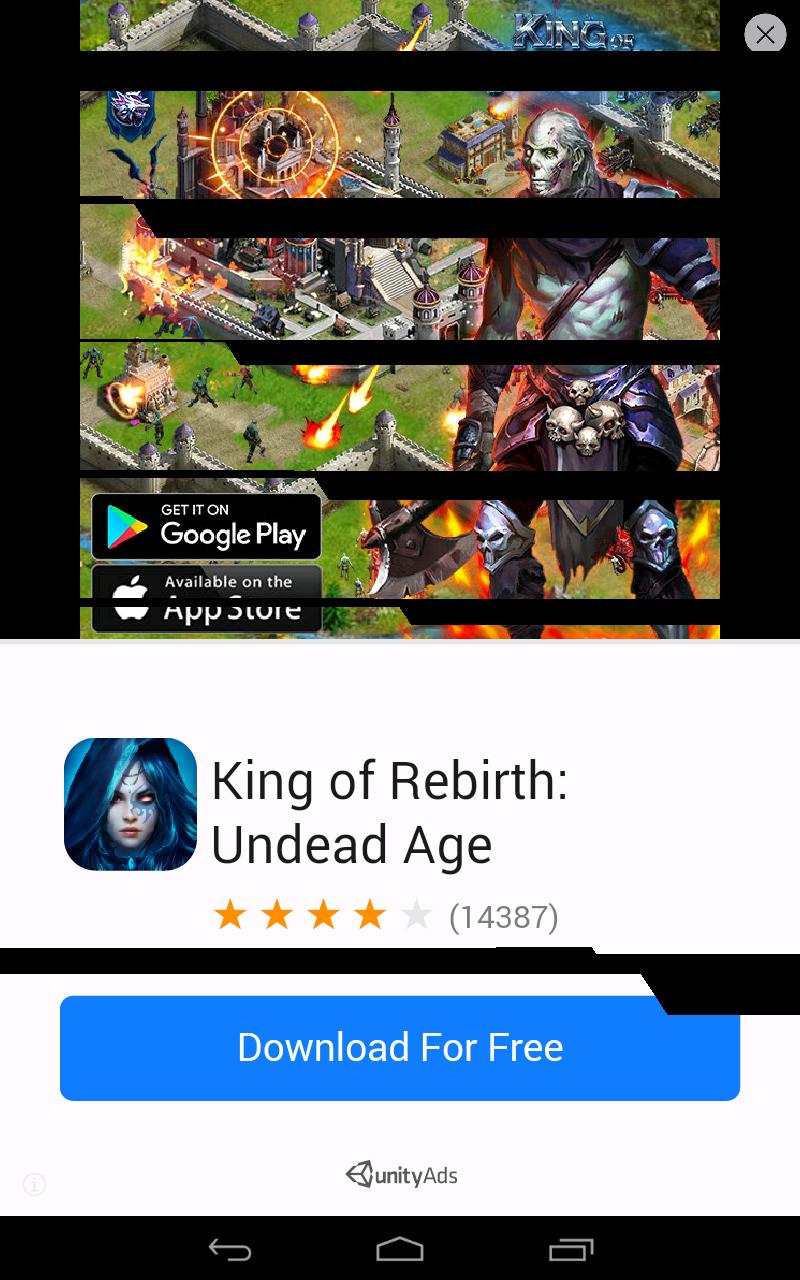 KING OF
GET IT ON
Google Play
Available on the
App Store
King of Rebirth:
Undead Age
(14387)
Download For Free
unityAds